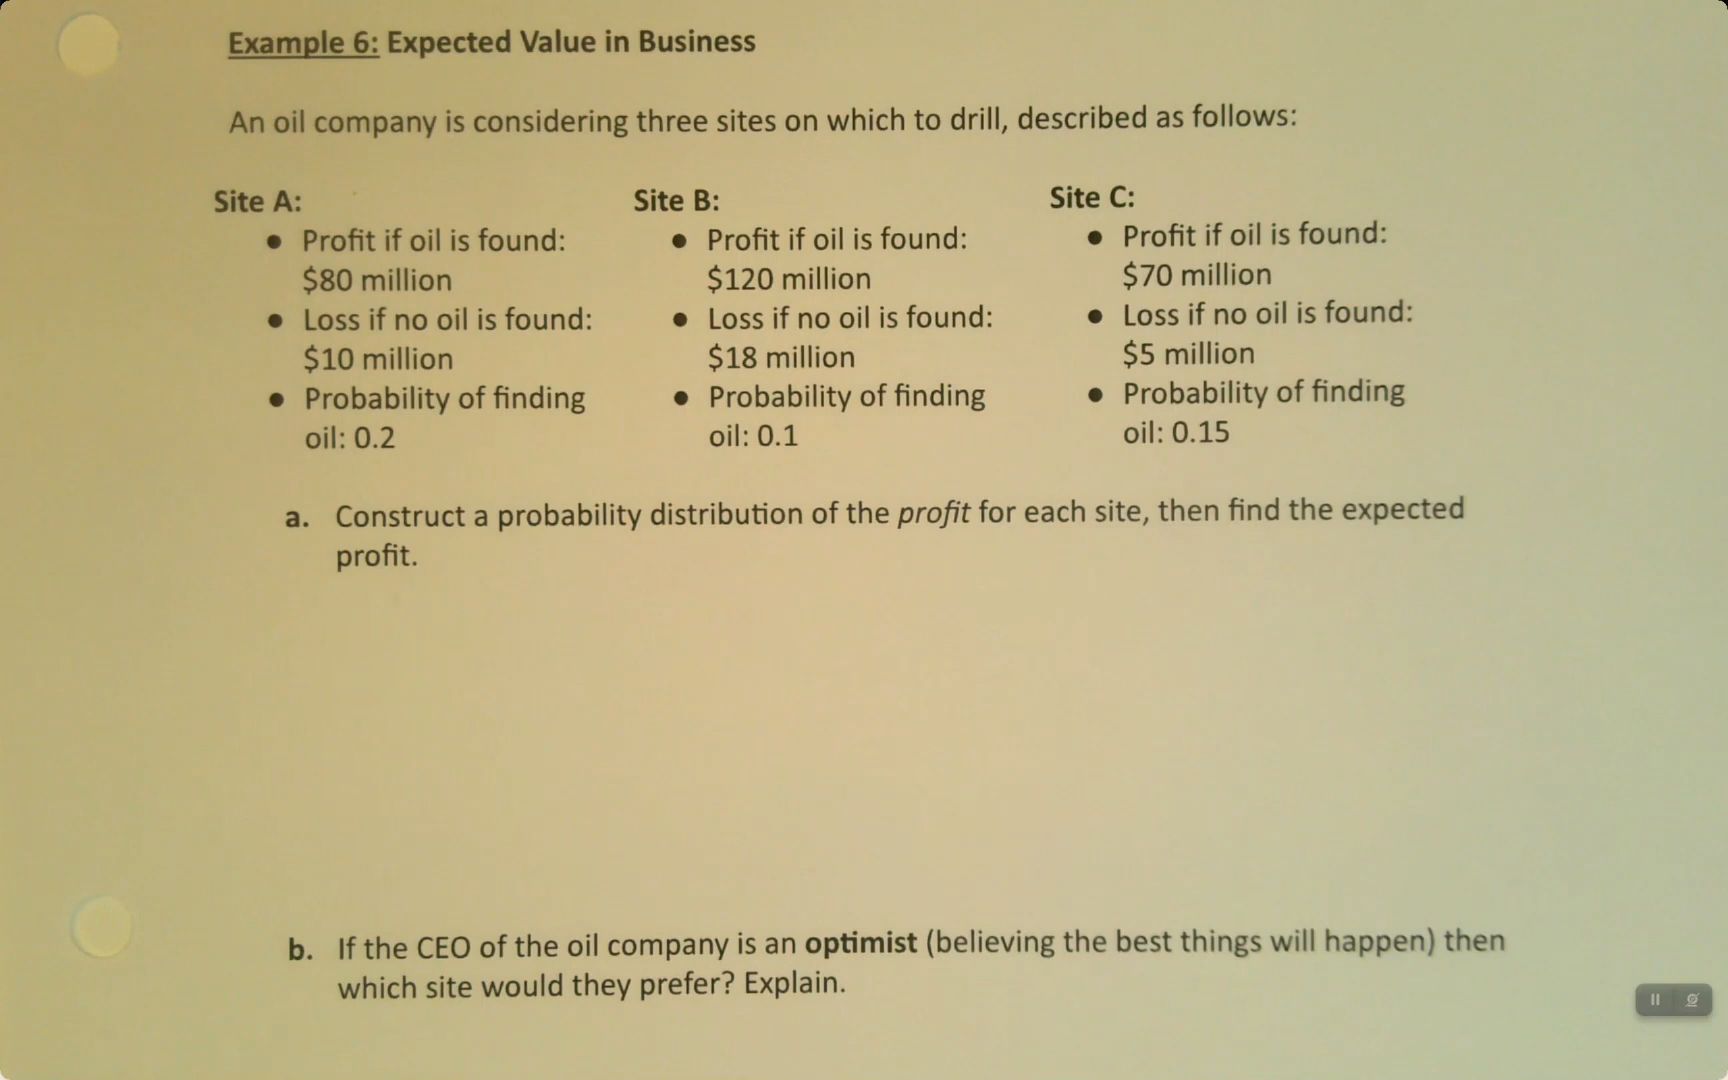 Example 6: Expected Value in Business
An oil company is considering three sites on which to drill, described as follows:
Site A:
● Profit if oil is found:
$80 million
● Loss if no oil is found:
$10 million
● Probability of finding
oil: 0.2
Site B:
● Profit if oil is found:
$120 million
● Loss if no oil is found:
$18 million
● Probability of finding
oil: 0.1
Site C:
● Profit if oil is found:
$70 million
● Loss if no oil is found:
$5 million
● Probability of finding
oil: 0.15
a. Construct a probability distribution of the profit for each site, then find the expected
profit.
b. If the CEO of the oil company is an optimist (believing the best things will happen) then
which site would they prefer? Explain.